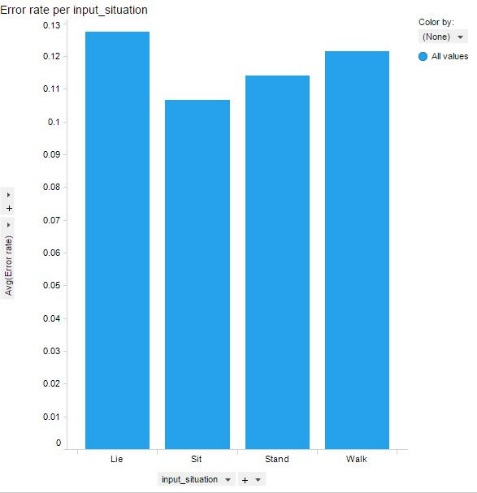 Error rate per input_situation
Color by:
(None)
All values
0.13
0.12
0.11
0.1
0.09
0.08
0.07
0.06
0.05
0.04
0.03
0.02
0.01
0
+
Avg(Error rate)
Lie Sit Stand Walk
input_situation +